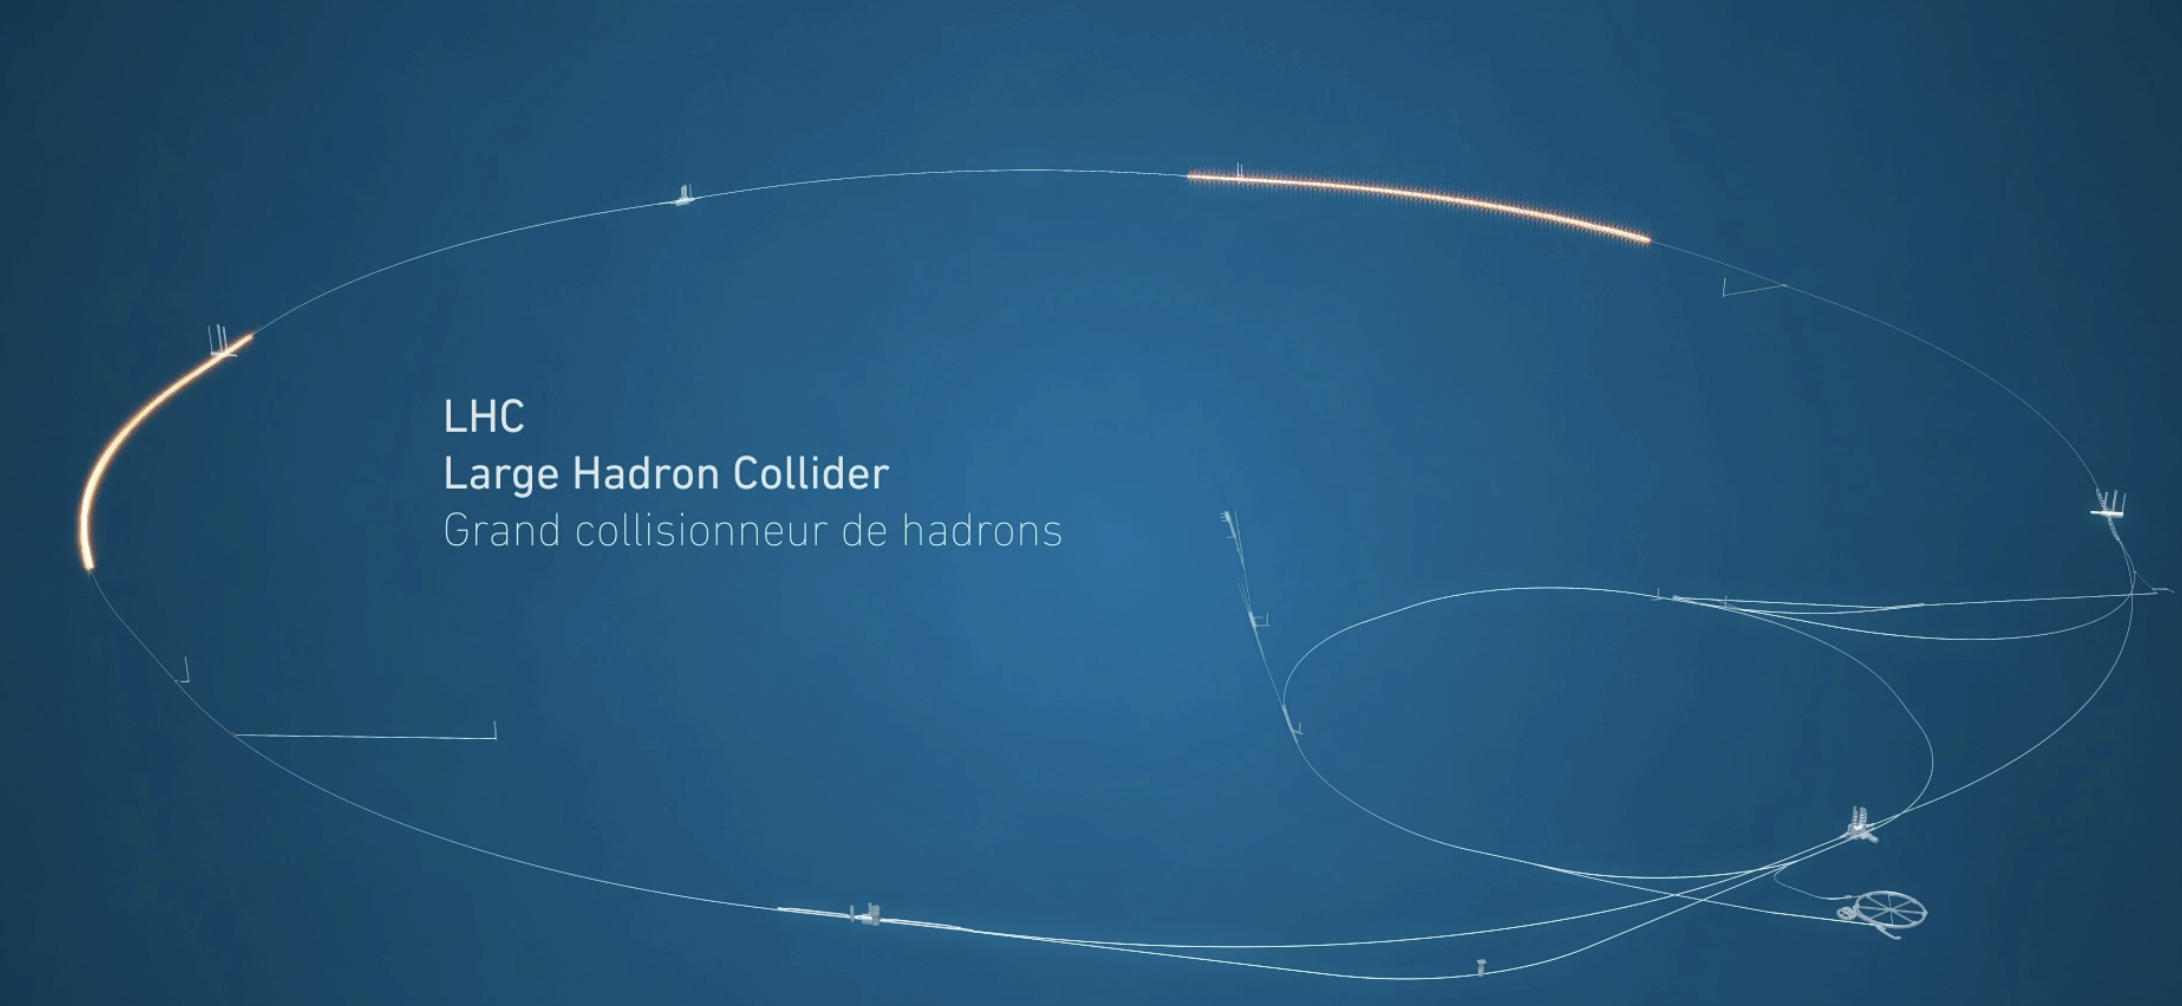 LHC
Large Hadron Collider
Grand collisionneur de hadrons